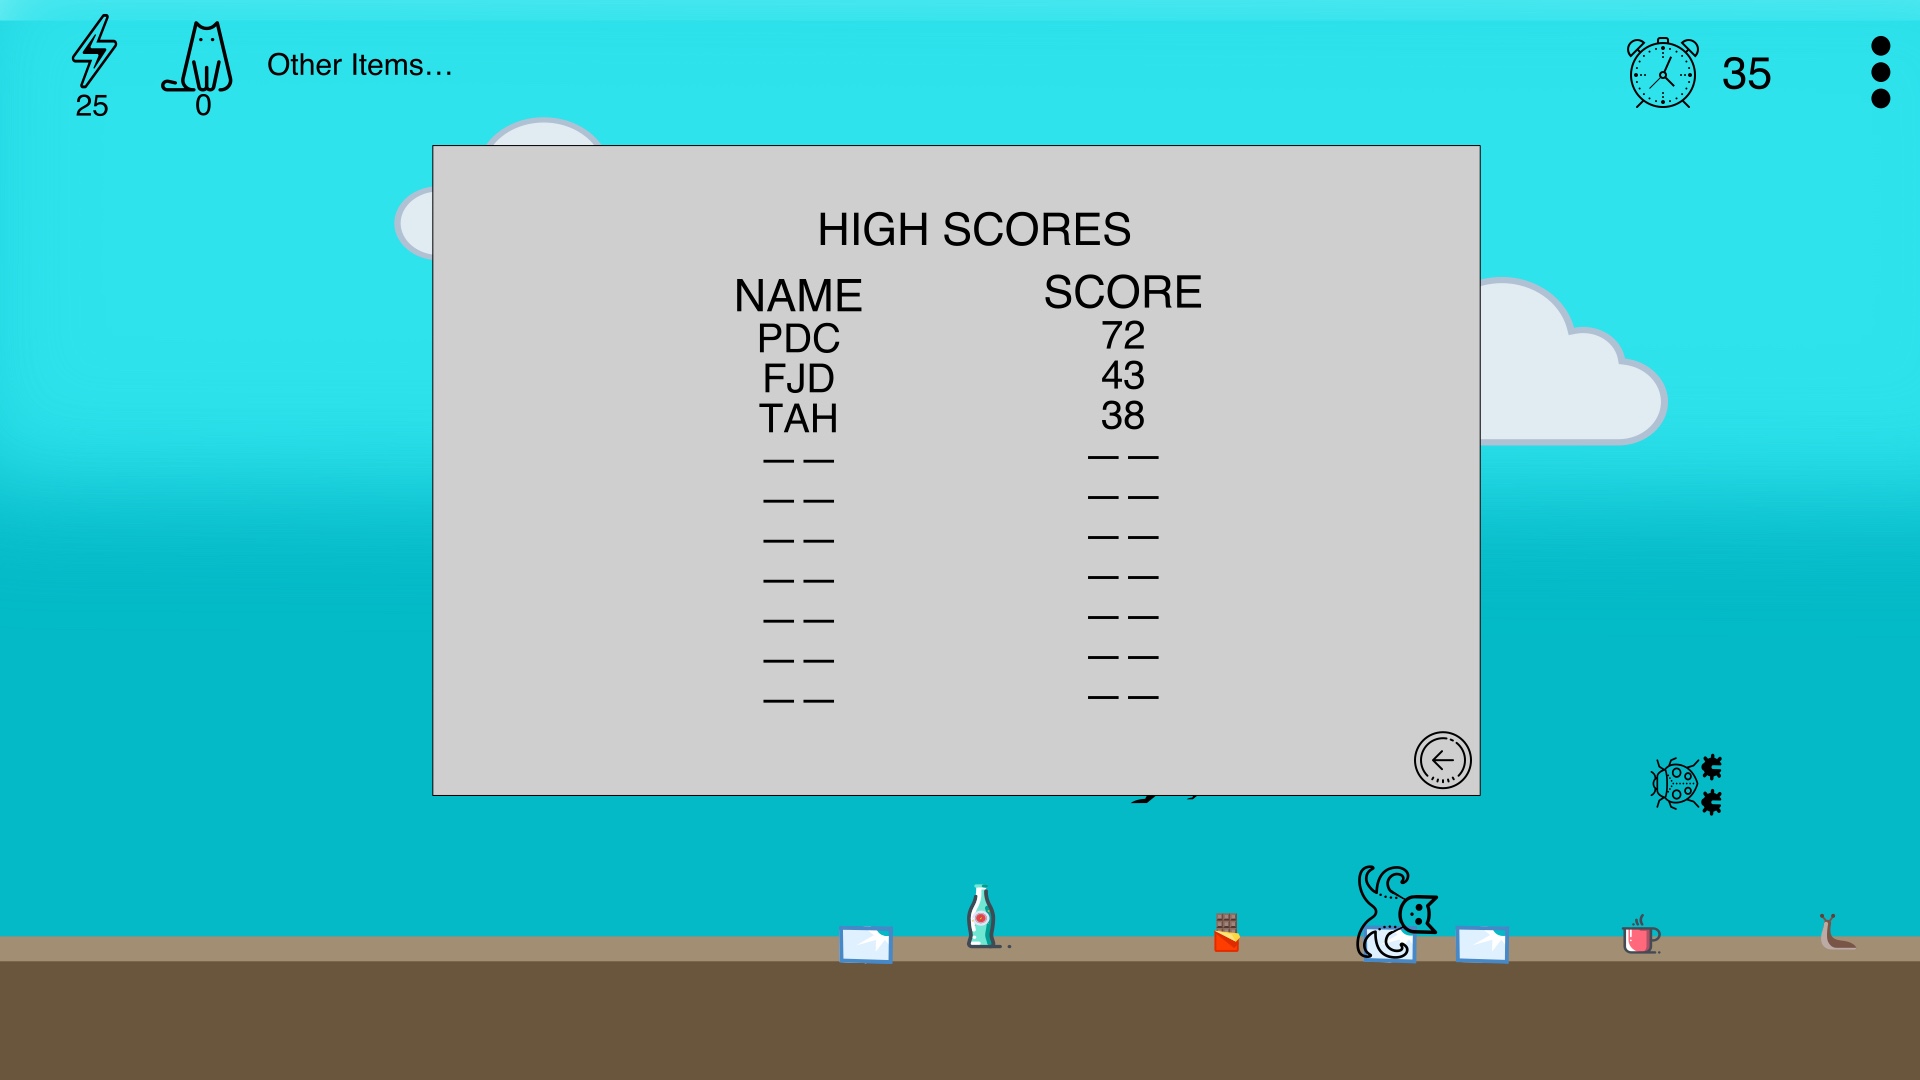 Other Items...
25
0
35
HIGH SCORES
NAME SCORE
PDC 72
FJD 43
TAH 38
— — — —
— — — —
— — — —
— — — —
— — — —
— — — —
— — — —